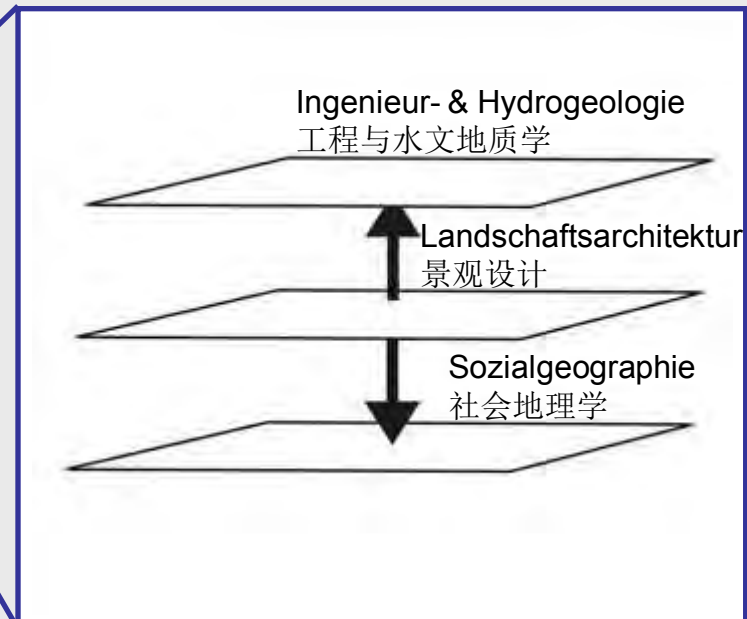 Ingenieur- & Hydrogeologie
工程与水文地质学
Landschaftsarchitektur
景观设计
Sozialgeographie
社会地理学